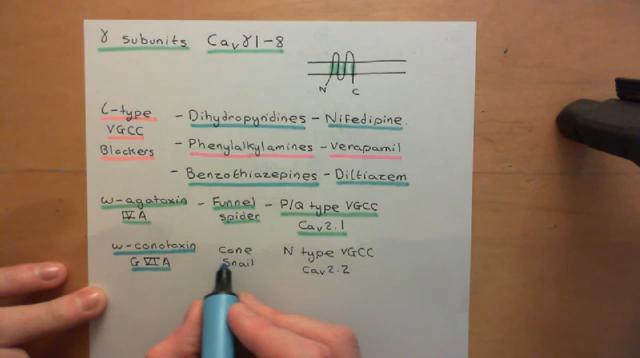 γ subunits Cavγ1-8
N C
L-type - Dihydropyridines - Nifedipine.
VGCC
Blockers - Phenylalkylamines - Verapamil
- Benzothiazepines - Diltiazem
ω-agatoxin - Funnel - P/Q type VGCC
IVA spider Cav2.1
ω-conotoxin Cone N type VGCC
GVIA Snail Cav2.2